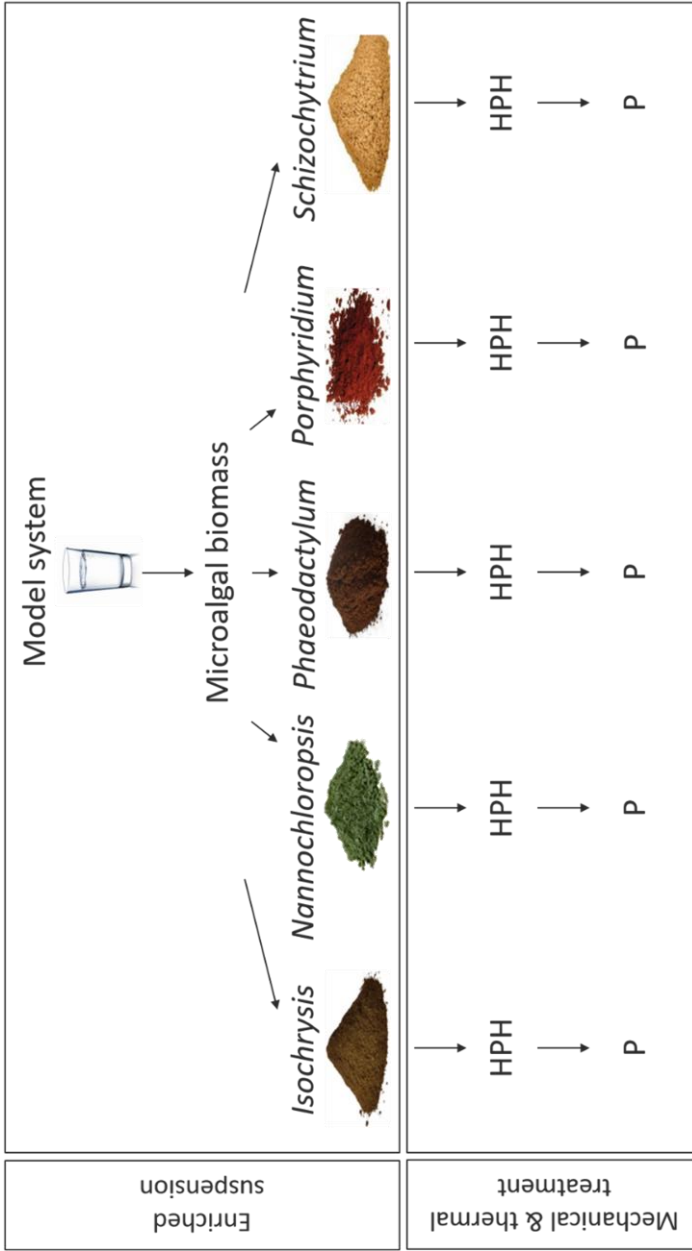 Enriched
suspension
Model system
Microalgal biomass
Isochrysis Nannochloropsis Phaeodactylum Porphyridium Schizochytrium
Mechanical & thermal
treatment
HPH HPH HPH HPH HPH
P P P P P